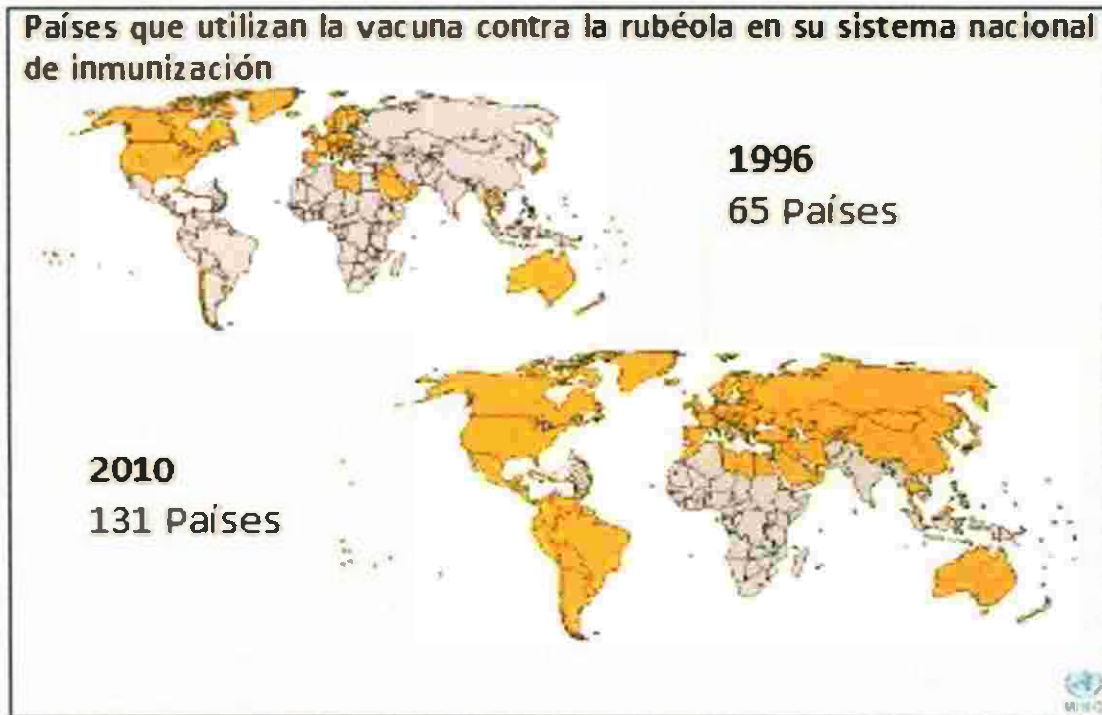 Países que utilizan la vacuna contra la rubéola en su sistema nacional
de inmunización
1996
65 Países
2010
131 Países